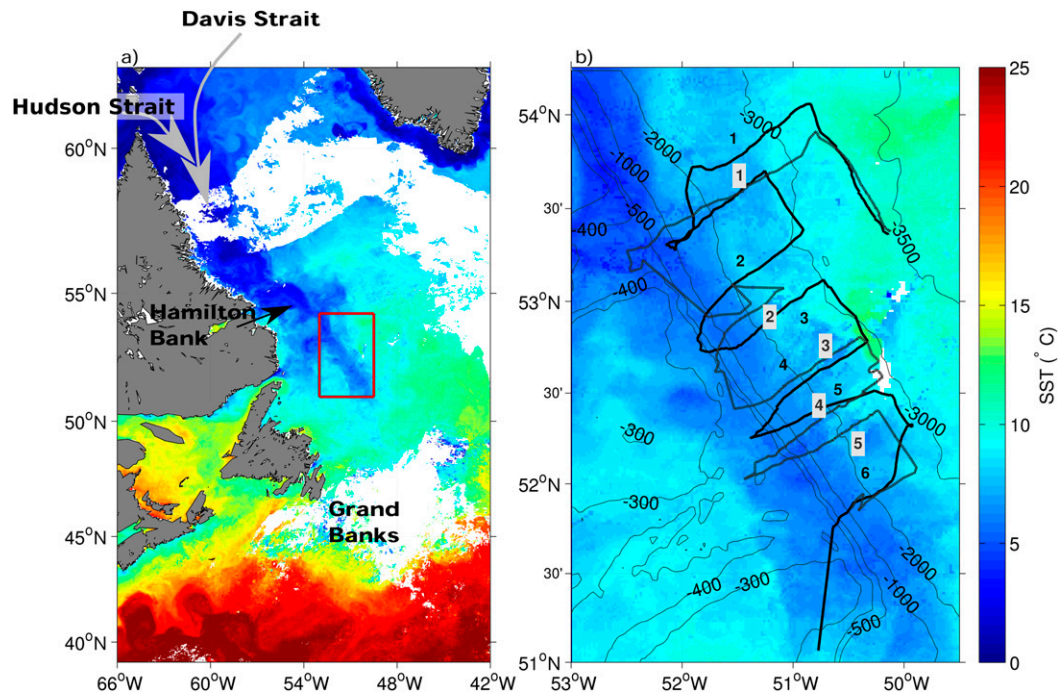 Davis Strait
Hudson Strait
a)
60°N
55°N
50°N
45°N
40°N
66°W
60°W
54°W
48°W
42°W
Hamilton
Bank
Grand
Banks
b)
54°N
30'
53°N
30'
52°N
30'
51°N
53°W
52°W
51°W
50°W
-3000
-2000
-1000
-500
-400
-400
-3500
-3000
-300
-300
-400
-300
-2000
-1000
-500
1
1
2
2
3
3
4
4
5
5
6
25
20
15
10
5
0
SST (°C)